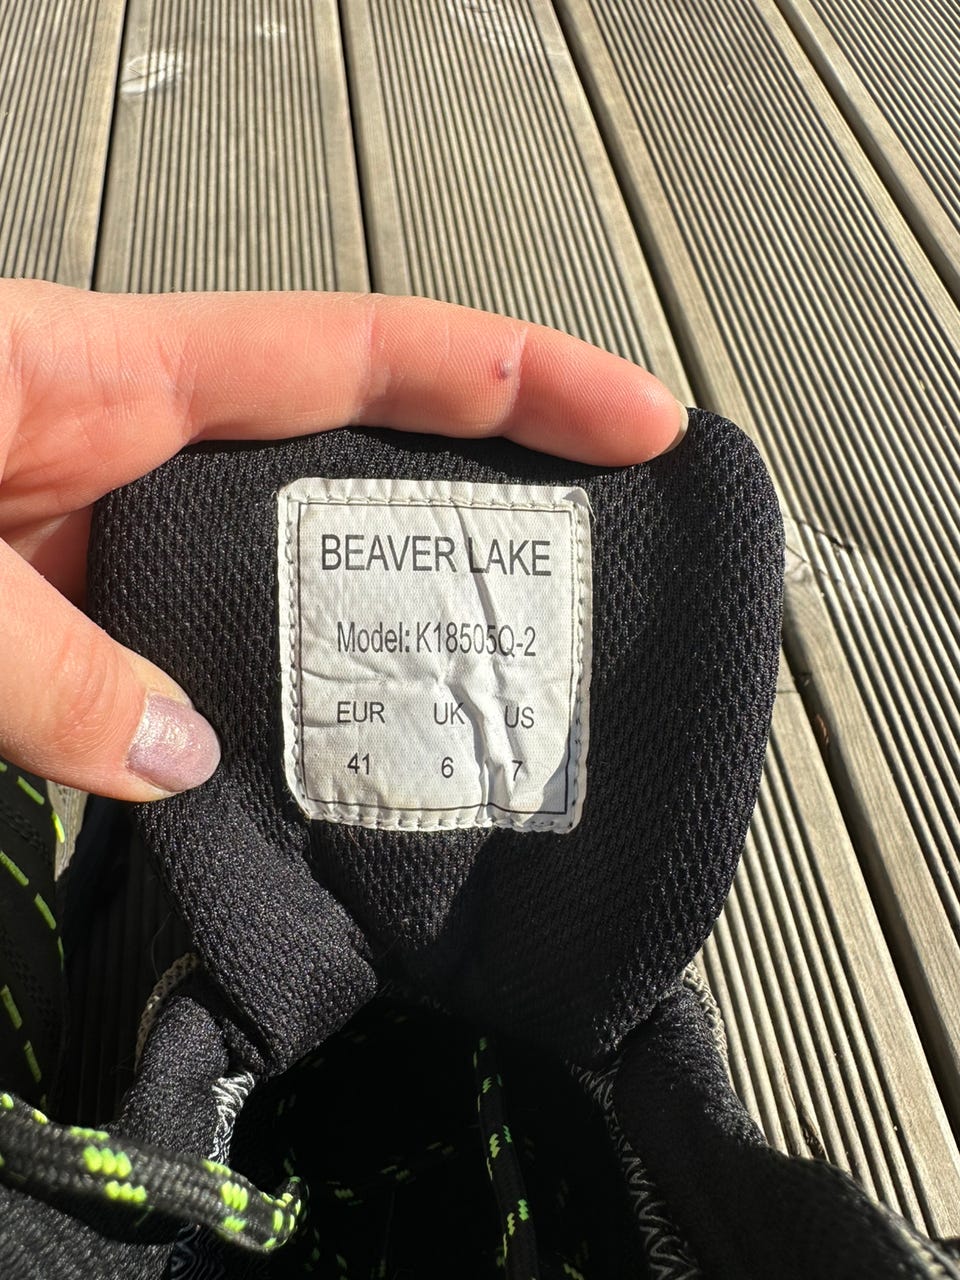 BEAVER LAKE
Model: K18505Q-2
EUR UK US
41 6 7